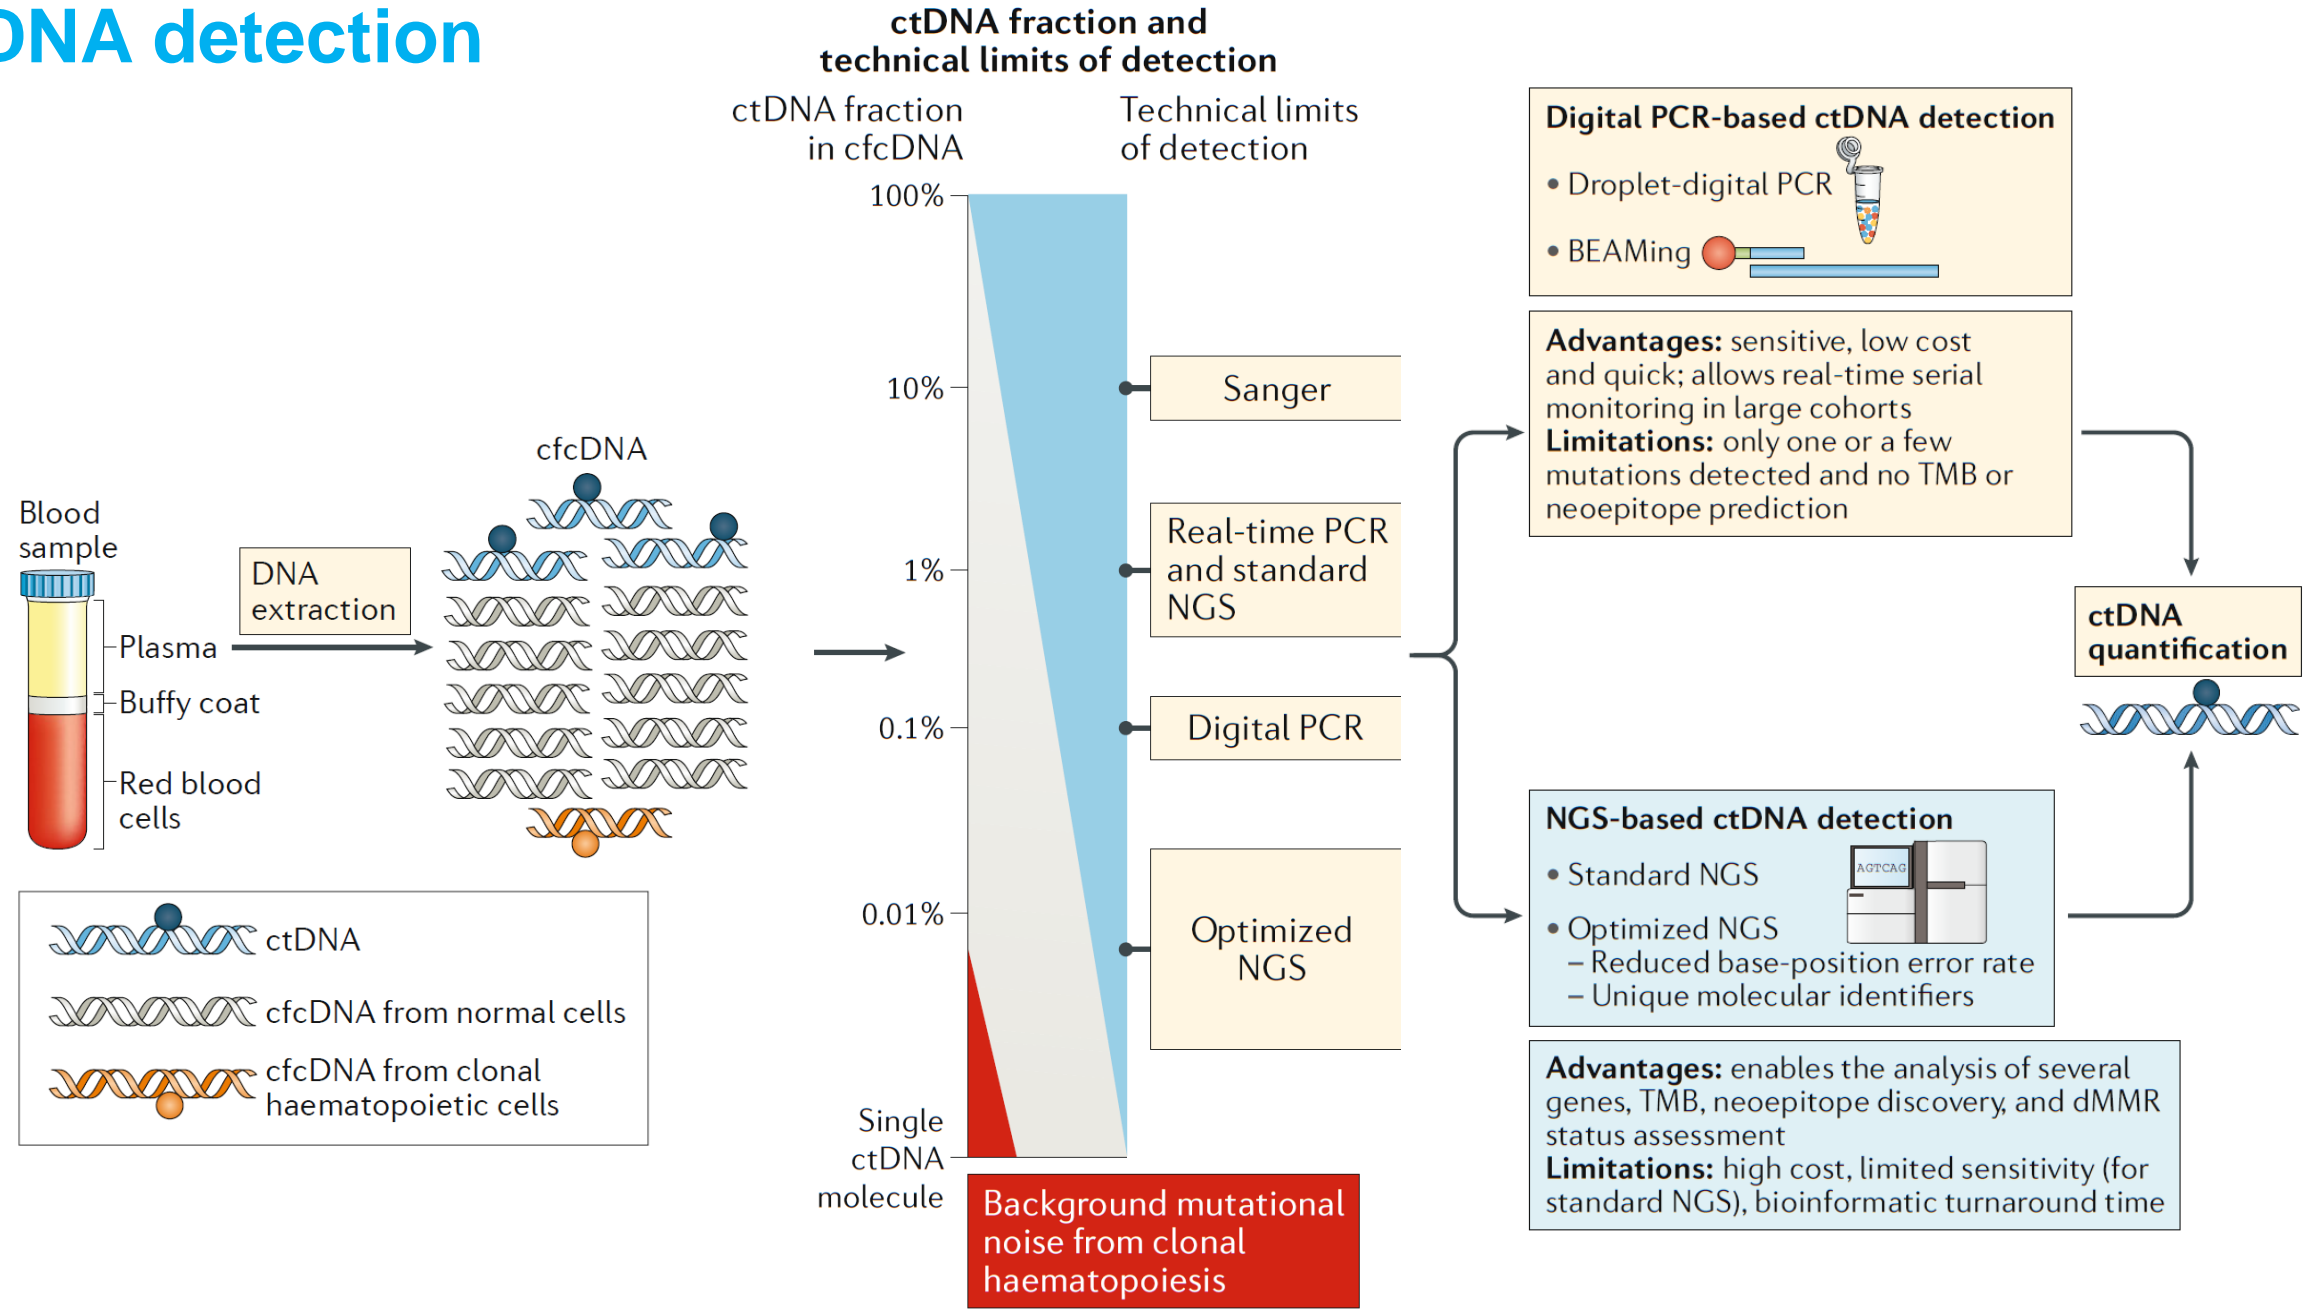 DNA detection
ctDNA fraction and
technical limits of detection
ctDNA fraction
in cfcDNA
Technical limits
of detection
100%
10%
1%
0.1%
0.01%
Single
ctDNA
molecule
Sanger
Real-time PCR
and standard
NGS
Digital PCR
Optimized
NGS
Background mutational
noise from clonal
haematopoiesis
Blood
sample
Plasma
Buffy coat
Red blood
cells
DNA
extraction
cfcDNA
ctDNA
cfcDNA from normal cells
cfcDNA from clonal
haematopoietic cells
Digital PCR-based ctDNA detection
• Droplet-digital PCR
• BEAMing
Advantages: sensitive, low cost
and quick; allows real-time serial
monitoring in large cohorts
Limitations: only one or a few
mutations detected and no TMB or
neoepitope prediction
ctDNA
quantification
NGS-based ctDNA detection
• Standard NGS
AGTCAG
• Optimized NGS
– Reduced base-position error rate
– Unique molecular identifiers
Advantages: enables the analysis of several
genes, TMB, neoepitope discovery, and dMMR
status assessment
Limitations: high cost, limited sensitivity (for
standard NGS), bioinformatic turnaround time